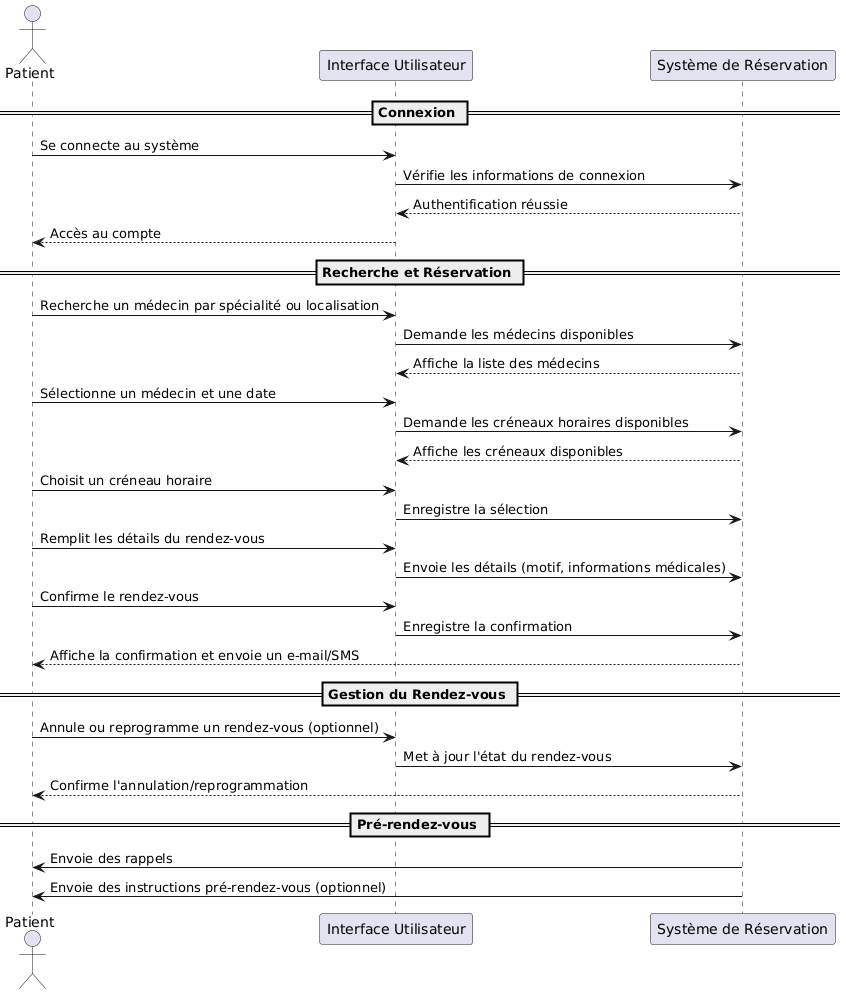 Patient
Interface Utilisateur
Système de Réservation
Connexion
Se connecte au système
Vérifie les informations de connexion
Authentification réussie
Accès au compte
Recherche et Réservation
Recherche un médecin par spécialité ou localisation
Demande les médecins disponibles
Affiche la liste des médecins
Sélectionne un médecin et une date
Demande les créneaux horaires disponibles
Affiche les créneaux disponibles
Choisit un créneau horaire
Enregistre la sélection
Remplit les détails du rendez-vous
Envoie les détails (motif, informations médicales)
Confirme le rendez-vous
Enregistre la confirmation
Affiche la confirmation et envoie un e-mail/SMS
Gestion du Rendez-vous
Annule ou reprogramme un rendez-vous (optionnel)
Met à jour l'état du rendez-vous
Confirme l'annulation/reprogrammation
Pré-rendez-vous
Envoie des rappels
Envoie des instructions pré-rendez-vous (optionnel)
Patient
Interface Utilisateur
Système de Réservation